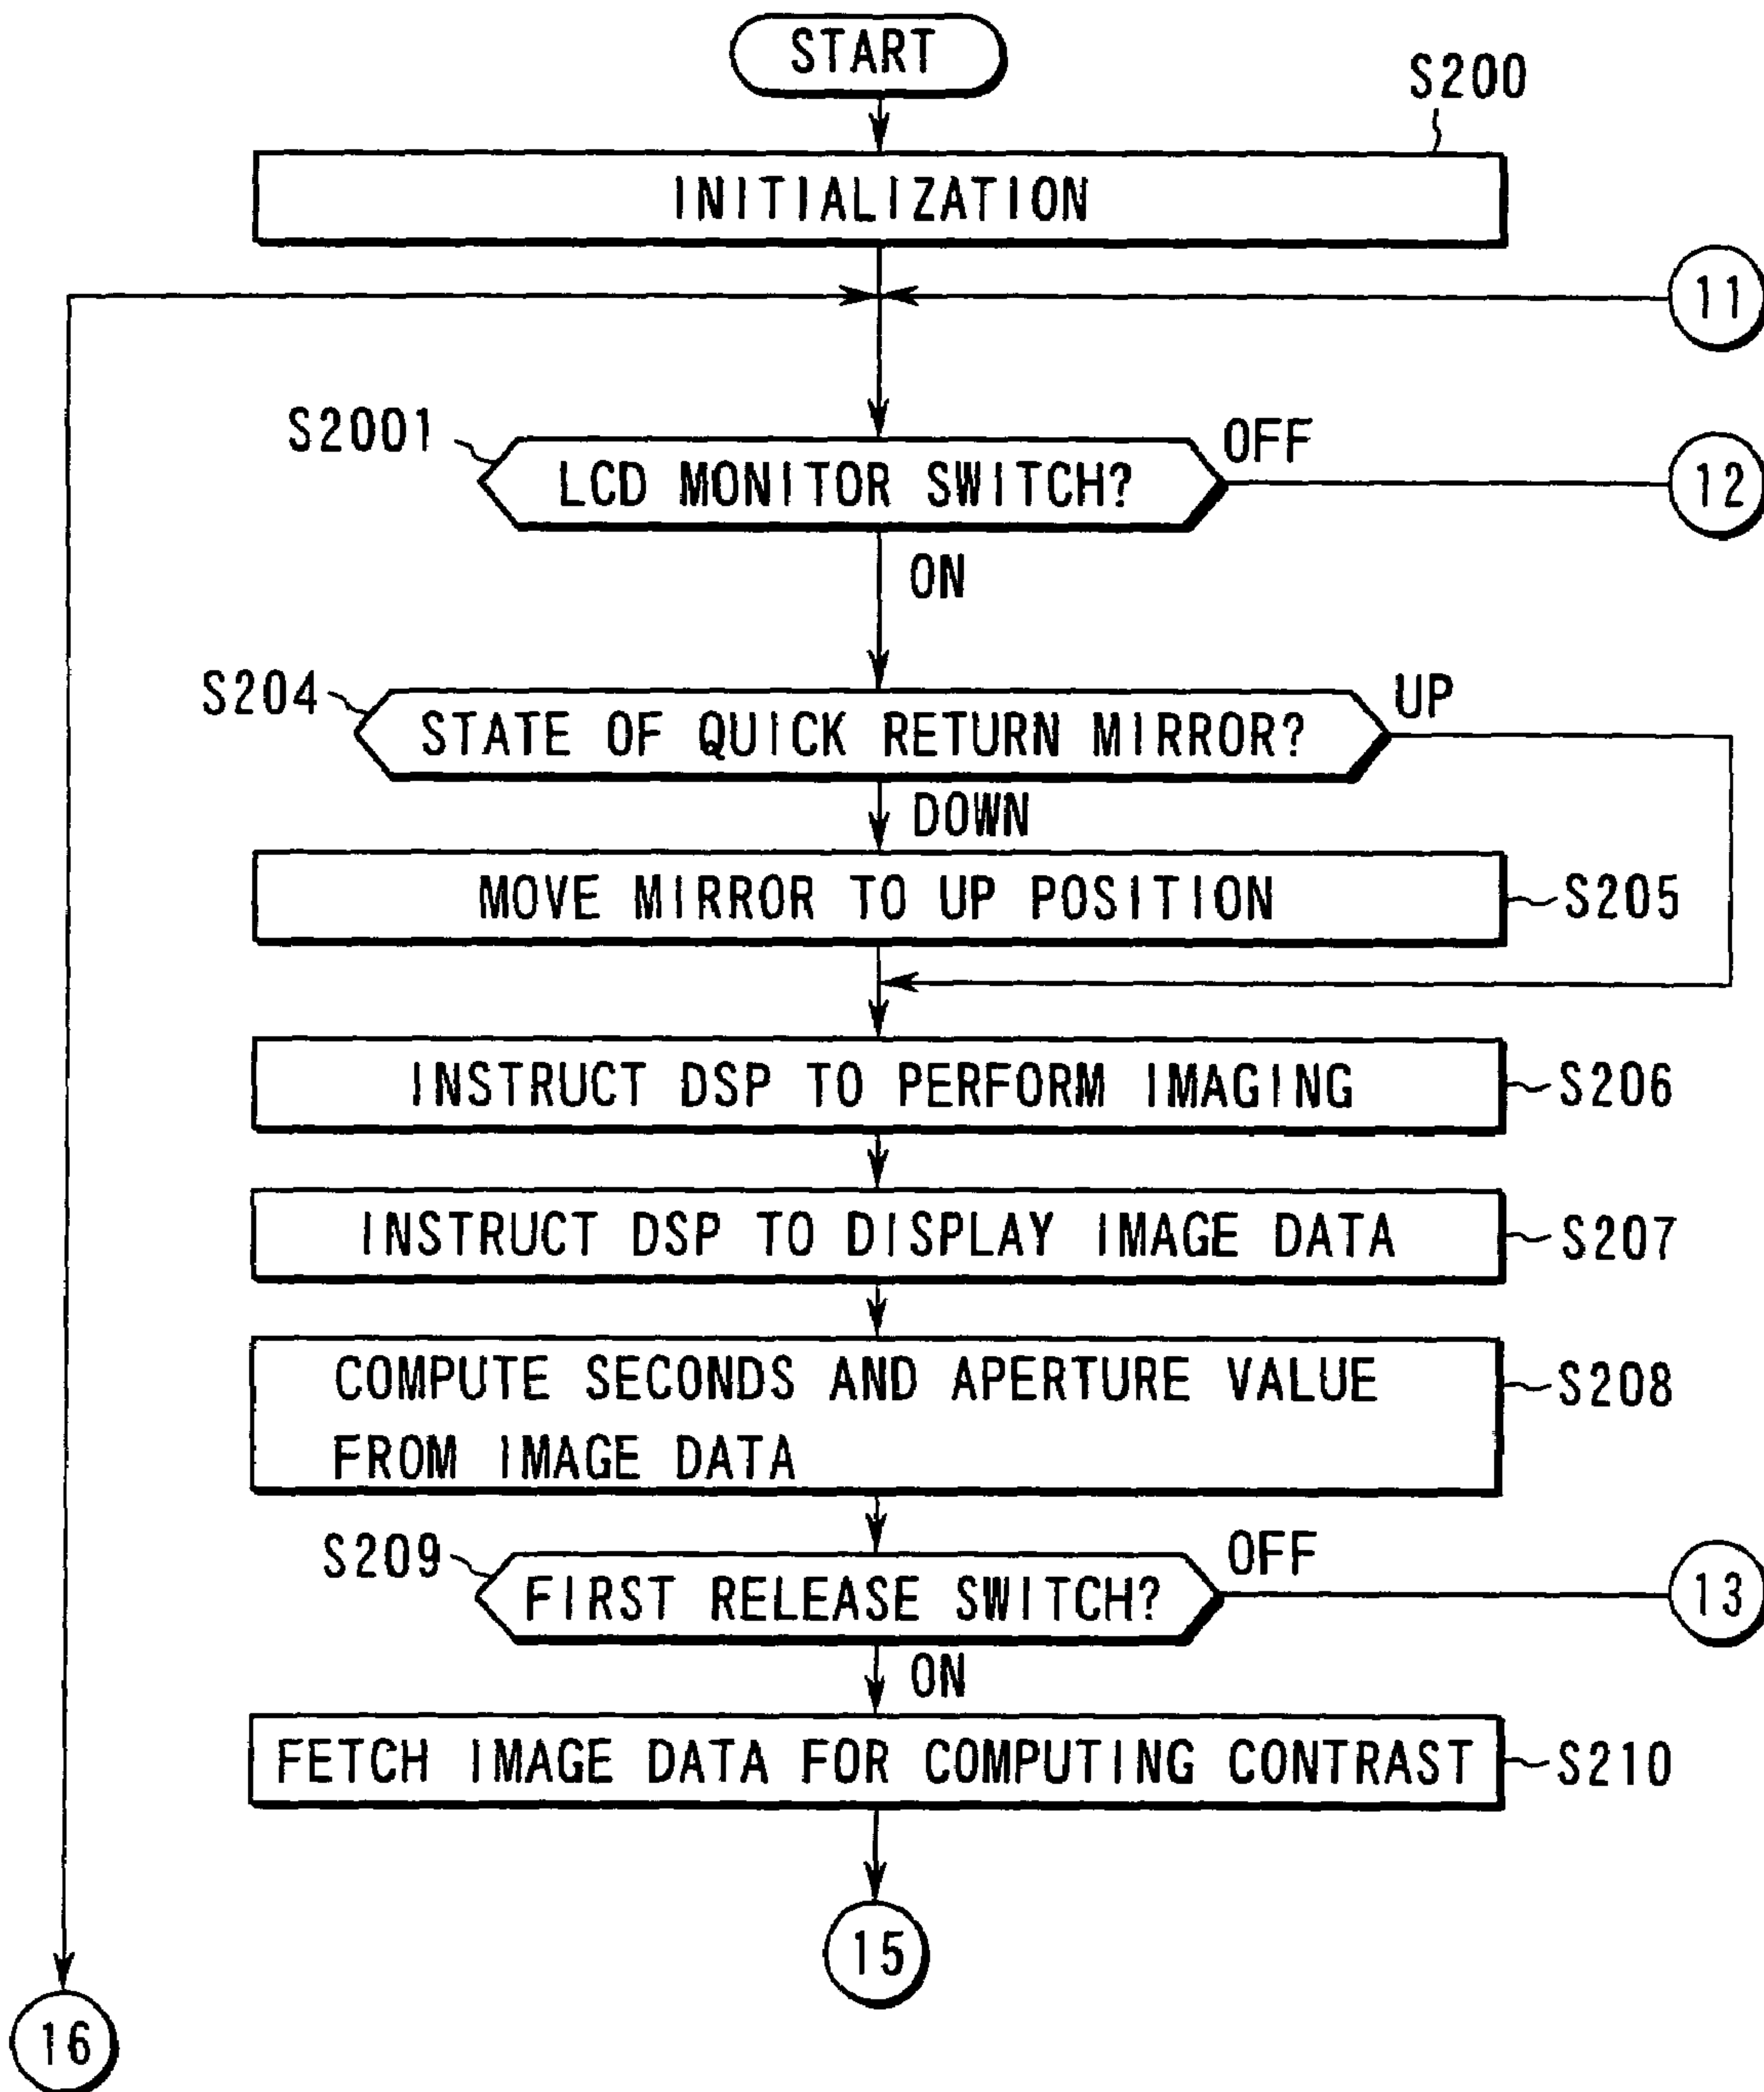 START
S200
INITIALIZATION
11
S2001
LCD MONITOR SWITCH?
OFF
12
ON
S204
STATE OF QUICK RETURN MIRROR?
UP
DOWN
MOVE MIRROR TO UP POSITION
S205
INSTRUCT DSP TO PERFORM IMAGING
S206
INSTRUCT DSP TO DISPLAY IMAGE DATA
S207
COMPUTE SECONDS AND APERTURE VALUE
FROM IMAGE DATA
S208
S209
FIRST RELEASE SWITCH?
OFF
13
ON
FETCH IMAGE DATA FOR COMPUTING CONTRAST
S210
15
16